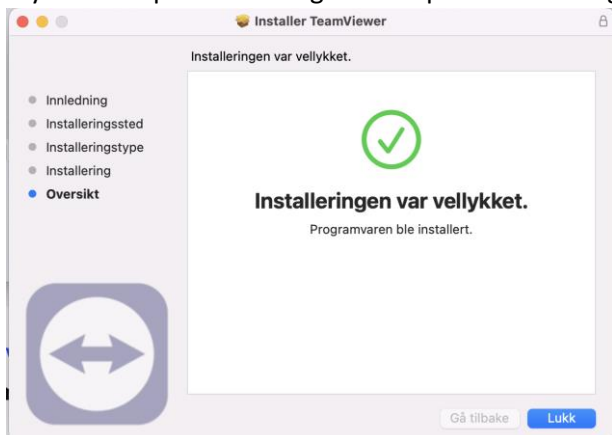 Installer TeamViewer
Installeringen var vellykket.
Innledning
Installeringssted
Installeringstype
Installering
Oversikt
Installeringen var vellykket.
Programvaren ble installert.
Gå tilbake
Lukk